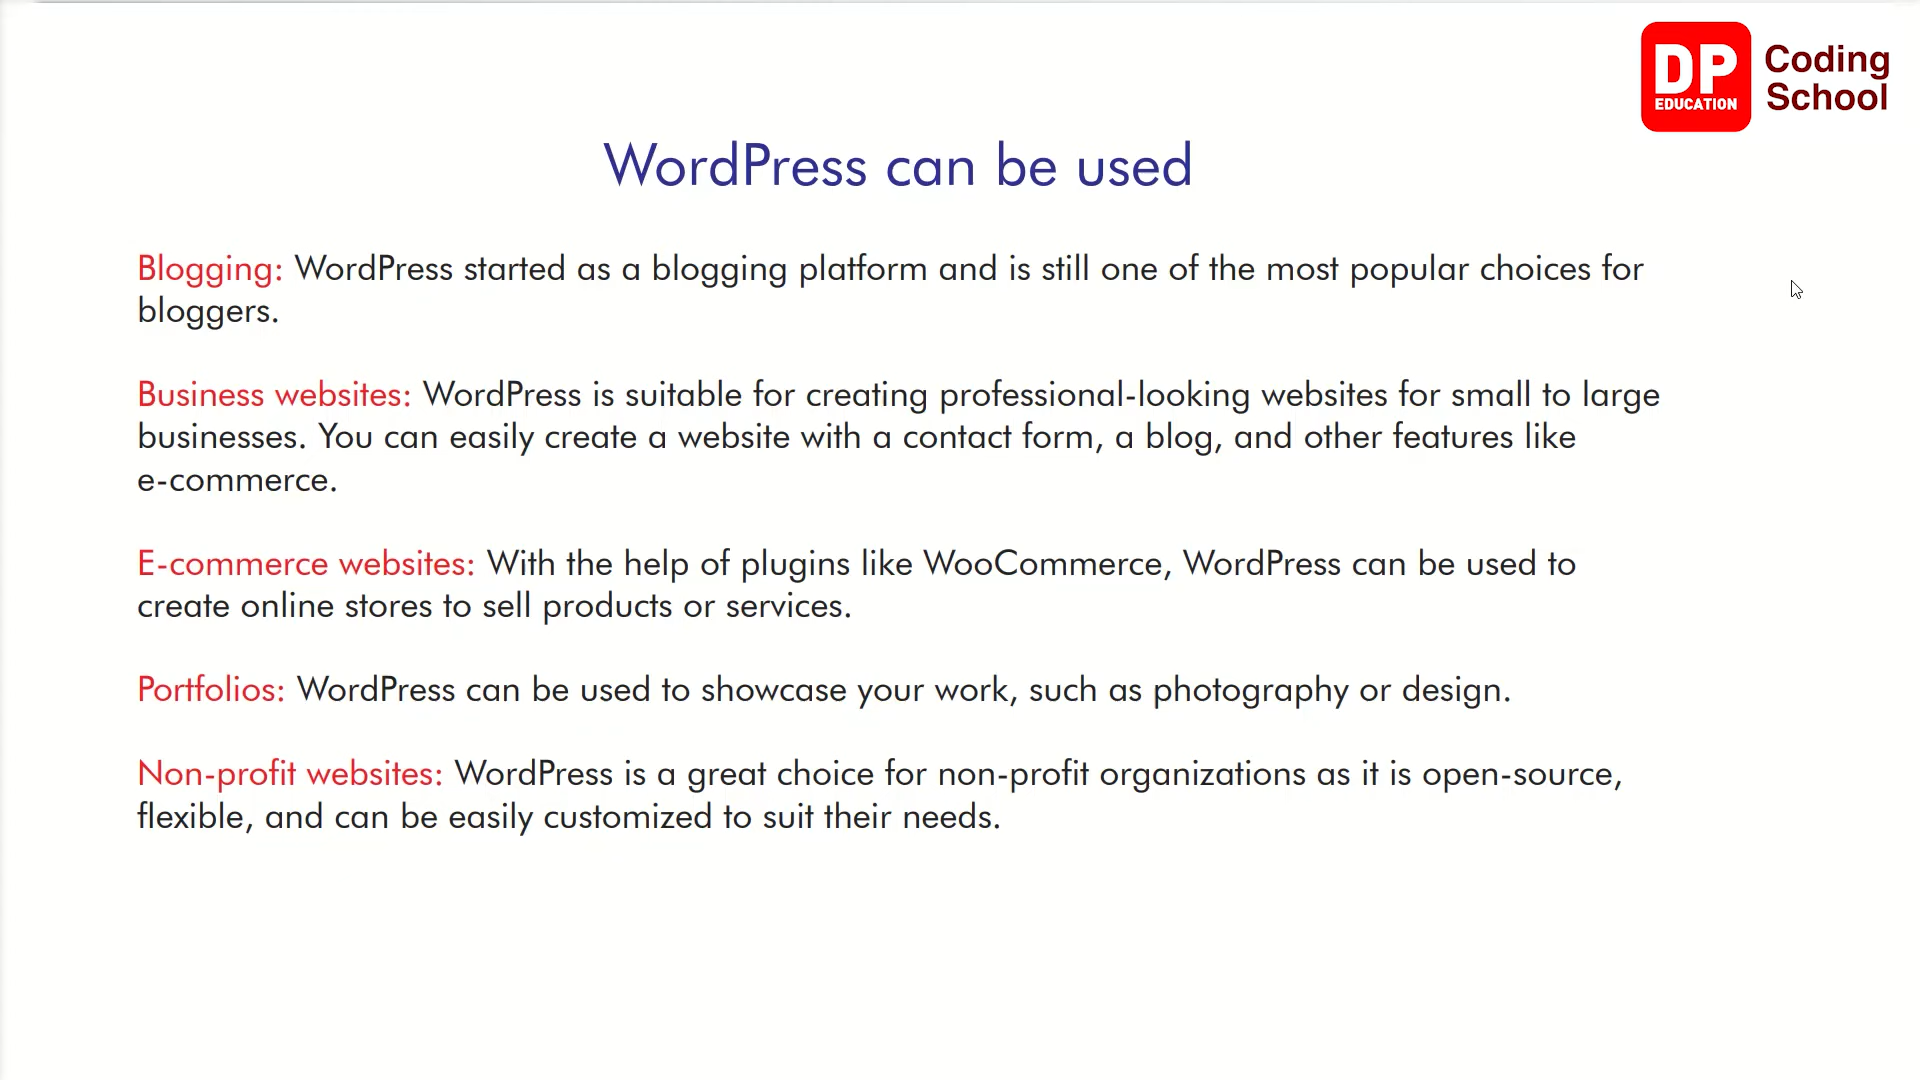 DP
EDUCATION
Coding
School
WordPress can be used
Blogging: WordPress started as a blogging platform and is still one of the most popular choices for
bloggers.
Business websites: WordPress is suitable for creating professional-looking websites for small to large
businesses. You can easily create a website with a contact form, a blog, and other features like
e-commerce.
E-commerce websites: With the help of plugins like WooCommerce, WordPress can be used to
create online stores to sell products or services.
Portfolios: WordPress can be used to showcase your work, such as photography or design.
Non-profit websites: WordPress is a great choice for non-profit organizations as it is open-source,
flexible, and can be easily customized to suit their needs.